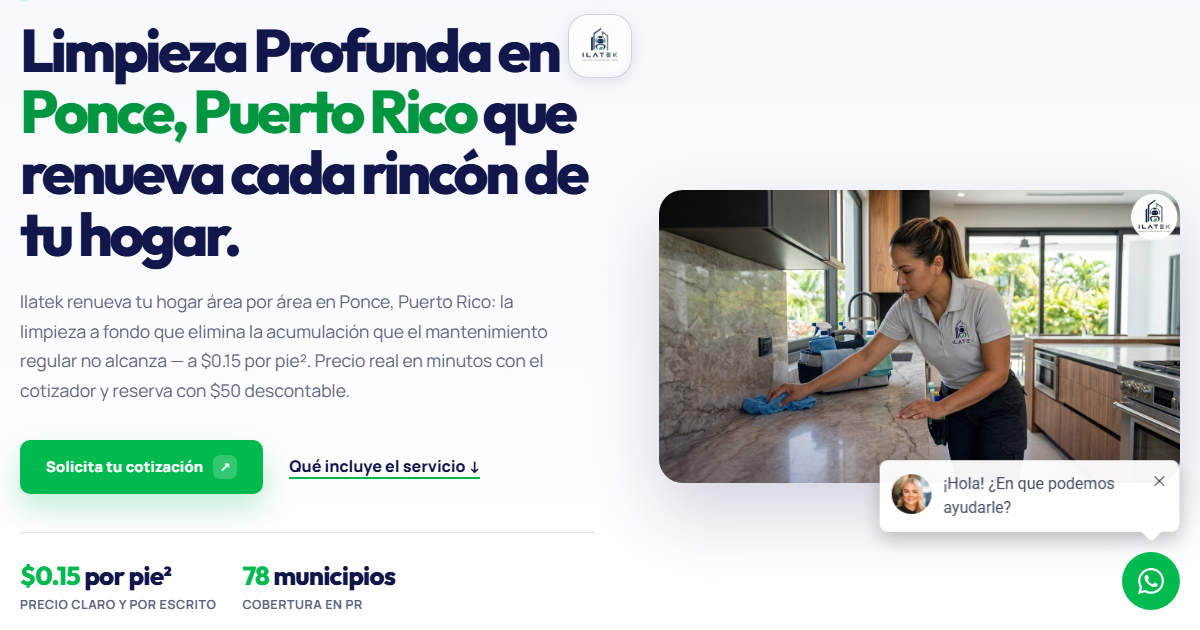 Limpieza Profunda en
Ponce, Puerto Rico que
renueva cada rincón de
tu hogar.
ILATEK
Ilatek renueva tu hogar área por área en Ponce, Puerto Rico: la
limpieza a fondo que elimina la acumulación que el mantenimiento
regular no alcanza — a $0.15 por pie². Precio real en minutos con el
cotizador y reserva con $50 descontable.
Solicita tu cotización ↗
Qué incluye el servicio ↓
$0.15 por pie²
PRECIO CLARO Y POR ESCRITO
78 municipios
COBERTURA EN PR
ILATEK
ILATEK
¡Hola! ¿En que podemos
ayudarle?